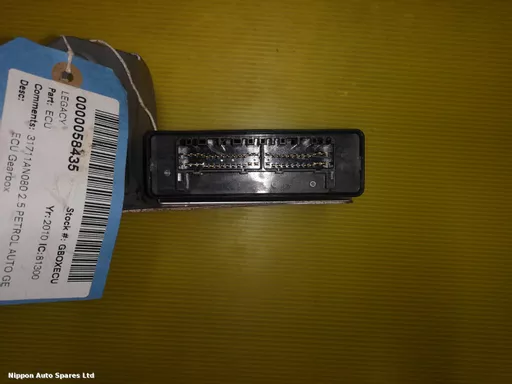 0000058435
Stock #: GBOXECU
LEGACY
Yr: 2010 IC: 81300
Part: ECU
Comments: 31711AN080 2.5 PETROL AUTO GE
Desc: ECU Gearbox
Nippon Auto Spares Ltd